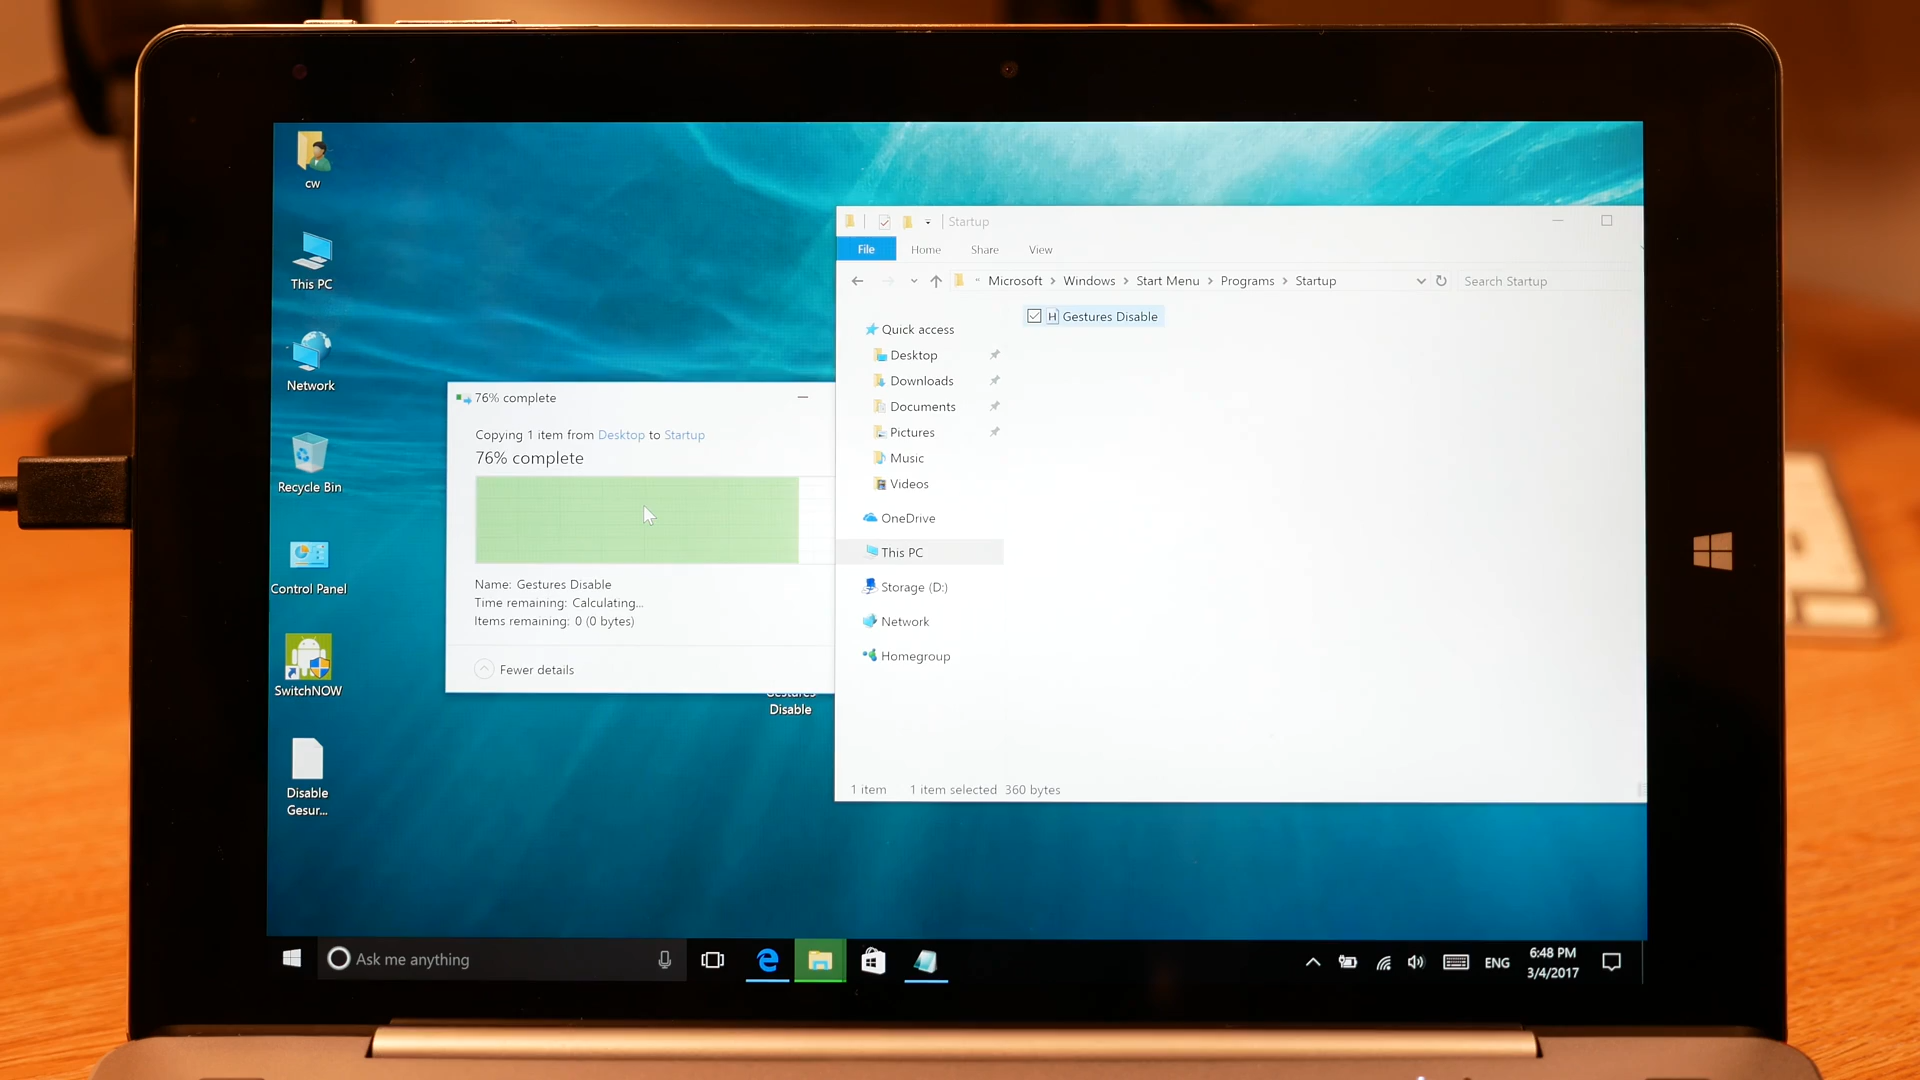 cw
This PC
Network
Recycle Bin
Control Panel
SwitchNOW
Disable
Gesur...
76% complete
Copying 1 item from Desktop to Startup
76% complete
Name: Gestures Disable
Time remaining: Calculating...
Items remaining: 0 (0 bytes)
Fewer details
Gestures
Disable
Startup
File Home Share View
Microsoft > Windows > Start Menu > Programs > Startup
Search Startup
Gestures Disable
Quick access
Desktop
Downloads
Documents
Pictures
Music
Videos
OneDrive
This PC
Storage (D:)
Network
Homegroup
1 item 1 item selected 360 bytes
Ask me anything
ENG
6:48 PM
3/4/2017